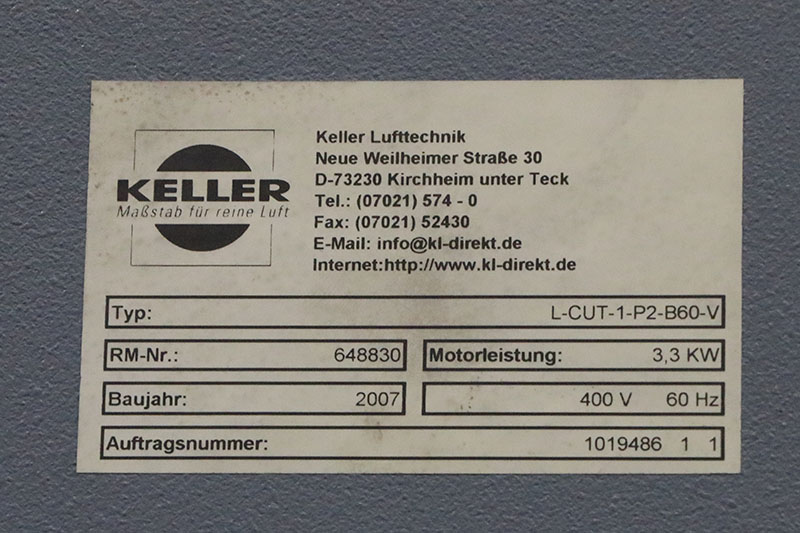 KELLER
Maßstab für reine Luft
Keller Lufttechnik
Neue Weilheimer Straße 30
D-73230 Kirchheim unter Teck
Tel.: (07021) 574 - 0
Fax: (07021) 52430
E-Mail: info@kl-direkt.de
Internet:http://www.kl-direkt.de
Typ: L-CUT-1-P2-B60-V
RM-Nr.: 648830 Motorleistung: 3,3 KW
Baujahr: 2007 400 V 60 Hz
Auftragsnummer: 1019486 1 1